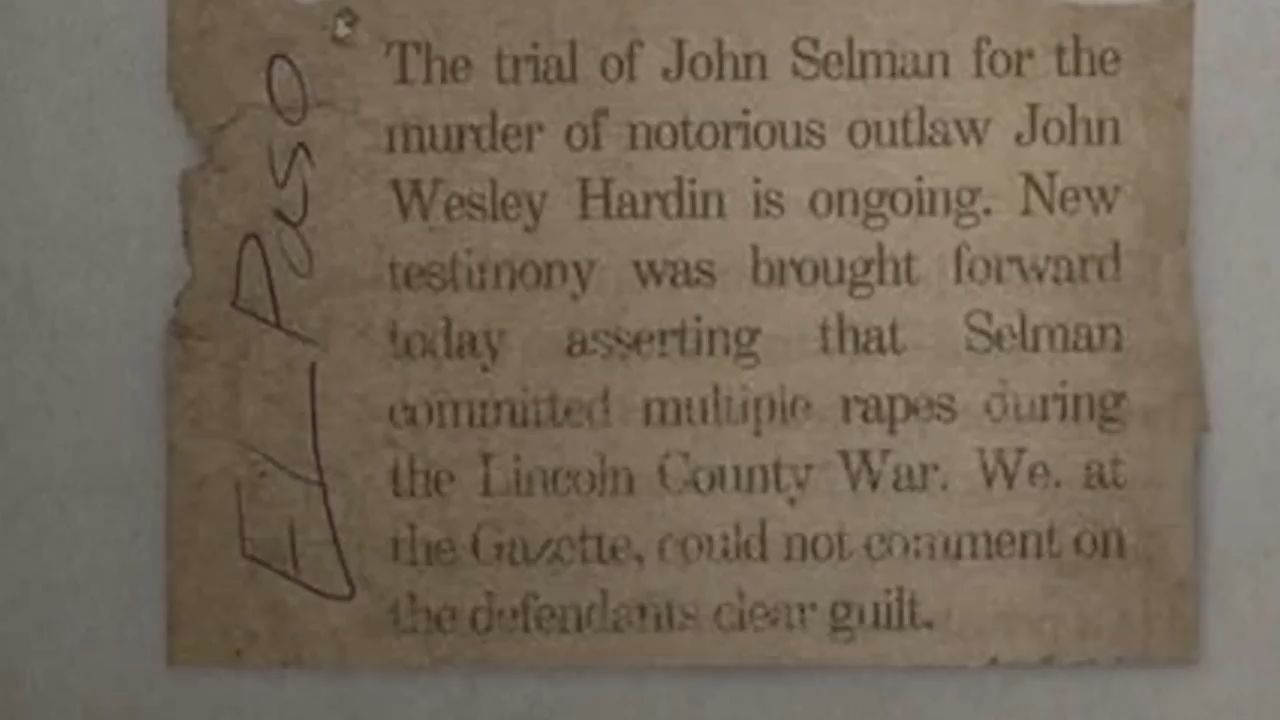 EL Paso
The trial of John Selman for the
murder of notorious outlaw John
Wesley Hardin is ongoing. New
testimony was brought forward
today asserting that Selman
committed multiple rapes during
the Lincoln County War. We. at
the Gazette, could not comment on
the defendants clear guilt.